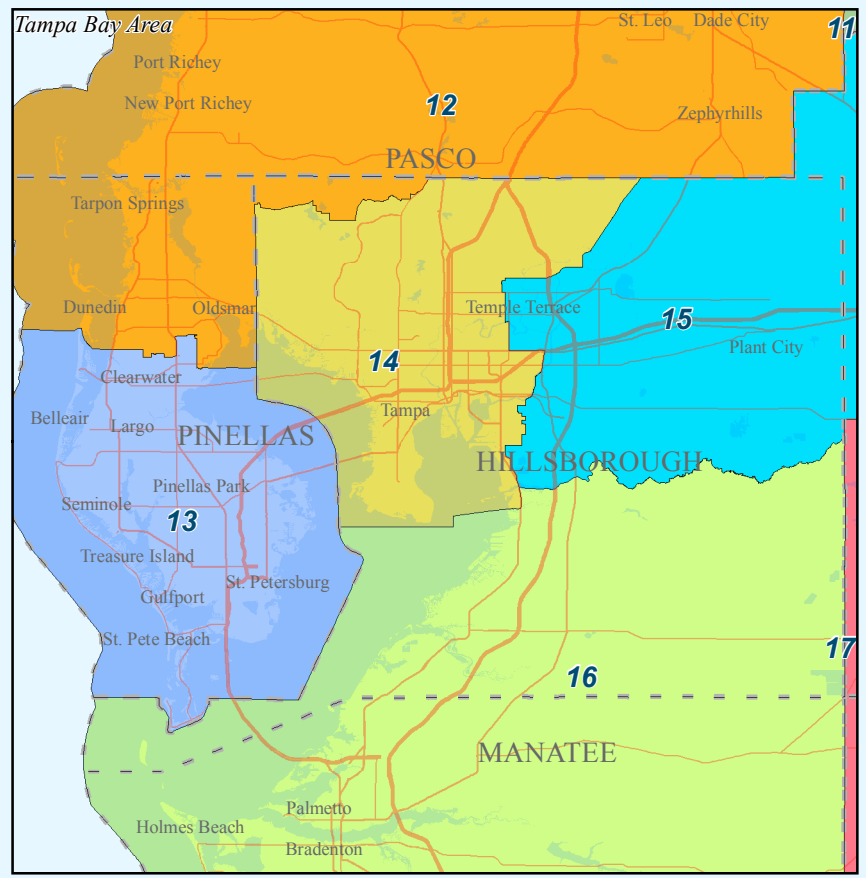 Tampa Bay Area
St. Leo
Dade City
11
Port Richey
New Port Richey
12
Zephyrhills
PASCO
Tarpon Springs
Dunedin
Oldsmar
Temple Terrace
15
Plant City
14
Clearwater
Tampa
Belleair
Largo
PINELLAS
HILLSBOROUGH
Pinellas Park
Seminole
13
Treasure Island
St. Petersburg
Gulfport
St. Pete Beach
17
16
MANATEE
Palmetto
Holmes Beach
Bradenton